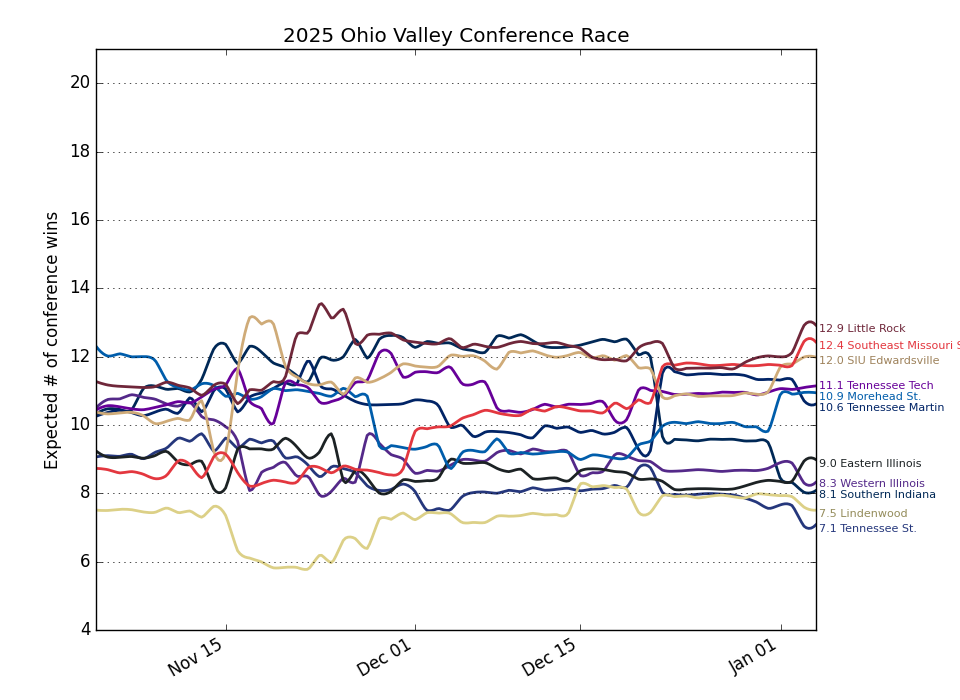 2025 Ohio Valley Conference Race
Expected # of conference wins
20
18
16
14
12
10
8
6
4
Nov 15
Dec 01
Dec 15
Jan 01
12.9 Little Rock
12.4 Southeast Missouri S
12.0 SIU Edwardsville
11.1 Tennessee Tech
10.9 Morehead St.
10.6 Tennessee Martin
9.0 Eastern Illinois
8.3 Western Illinois
8.1 Southern Indiana
7.5 Lindenwood
7.1 Tennessee St.